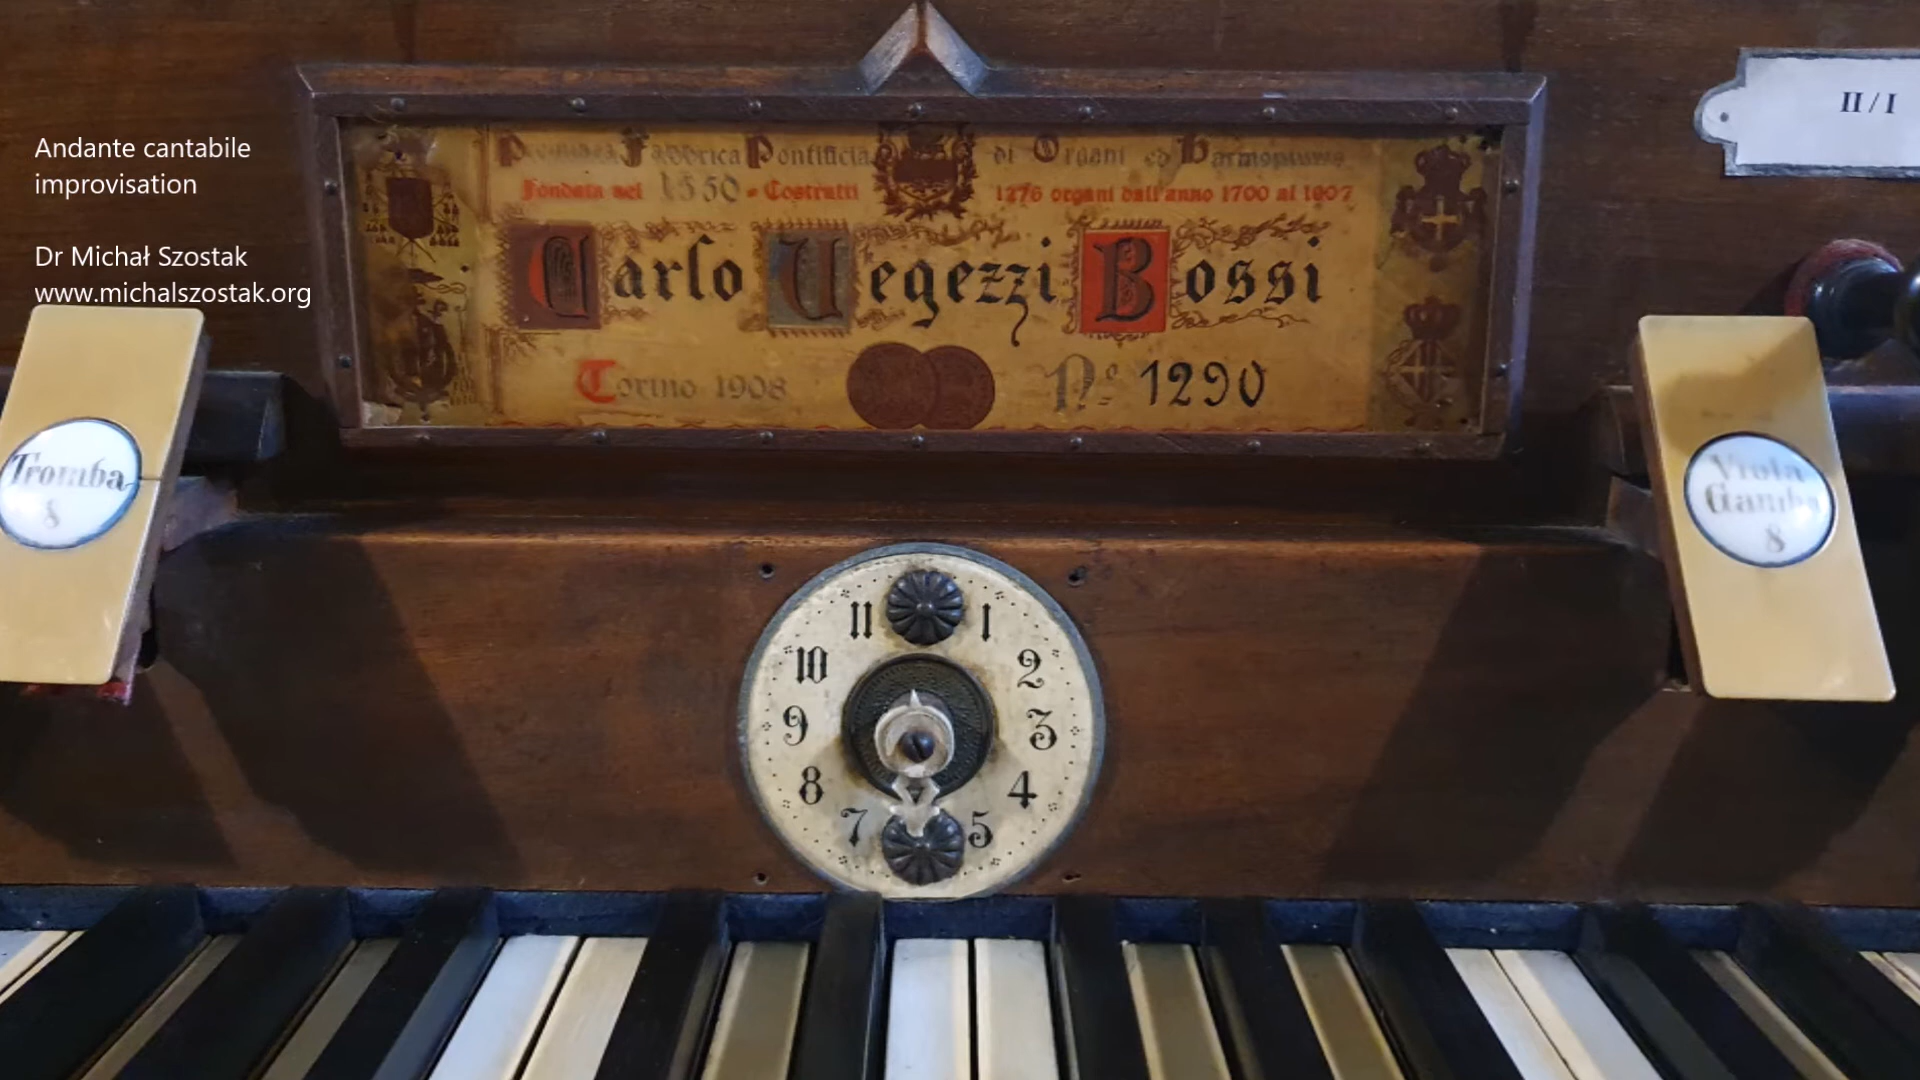 Andante cantabile
improvisation
Dr Michał Szostak
www.michalszostak.org
II / I
Fabbrica Pontificia di Organi ed Harmoniums
Fondata nel 1550 - Costrutti 1276 organi dall'anno 1700 al 1907
Carlo Vegezzi Bossi
Torino 1908 No 1290
Tromba
8
Viola
Gamba
8
11 1
10 2
9 3
8 4
7 5